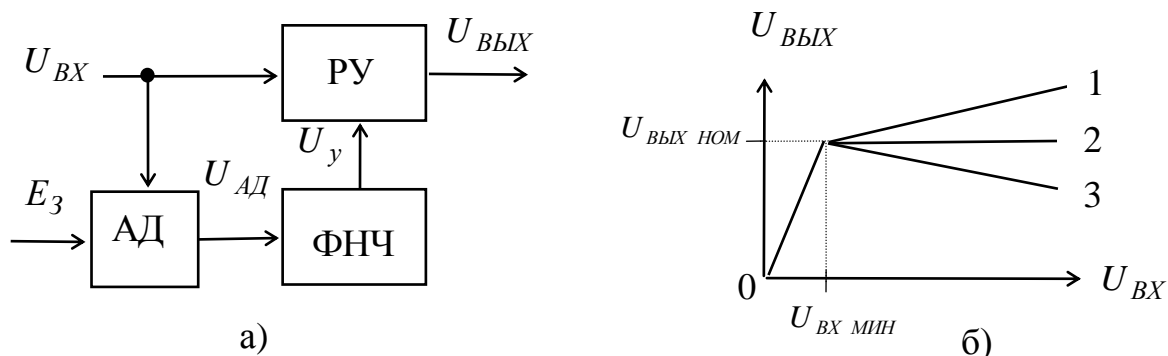 U_ВХ
РУ
U_ВЫХ
U_у
E_З
АД
U_АД
ФНЧ
а)
U_ВЫХ
U_ВЫХ НОМ
1
2
3
0
U_ВХ МИН
U_ВХ
б)